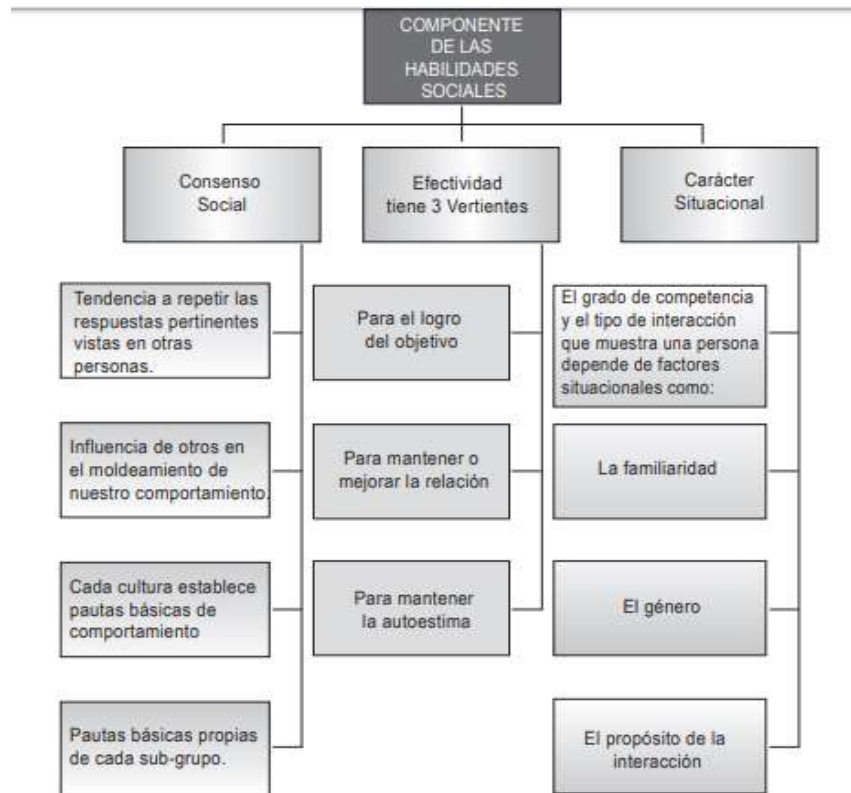 COMPONENTE
DE LAS
HABILIDADES
SOCIALES
Consenso
Social
Efectividad
tiene 3 Vertientes
Carácter
Situacional
Tendencia a repetir las
respuestas pertinentes
vistas en otras
personas.
Influencia de otros en
el moldeamiento de
nuestro comportamiento.
Cada cultura establece
pautas básicas de
comportamiento
Pautas básicas propias
de cada sub-grupo.
Para el logro
del objetivo
Para mantener o
mejorar la relación
Para mantener
la autoestima
El grado de competencia
y el tipo de interacción
que muestra una persona
depende de factores
situacionales como:
La familiaridad
El género
El propósito de la
interacción